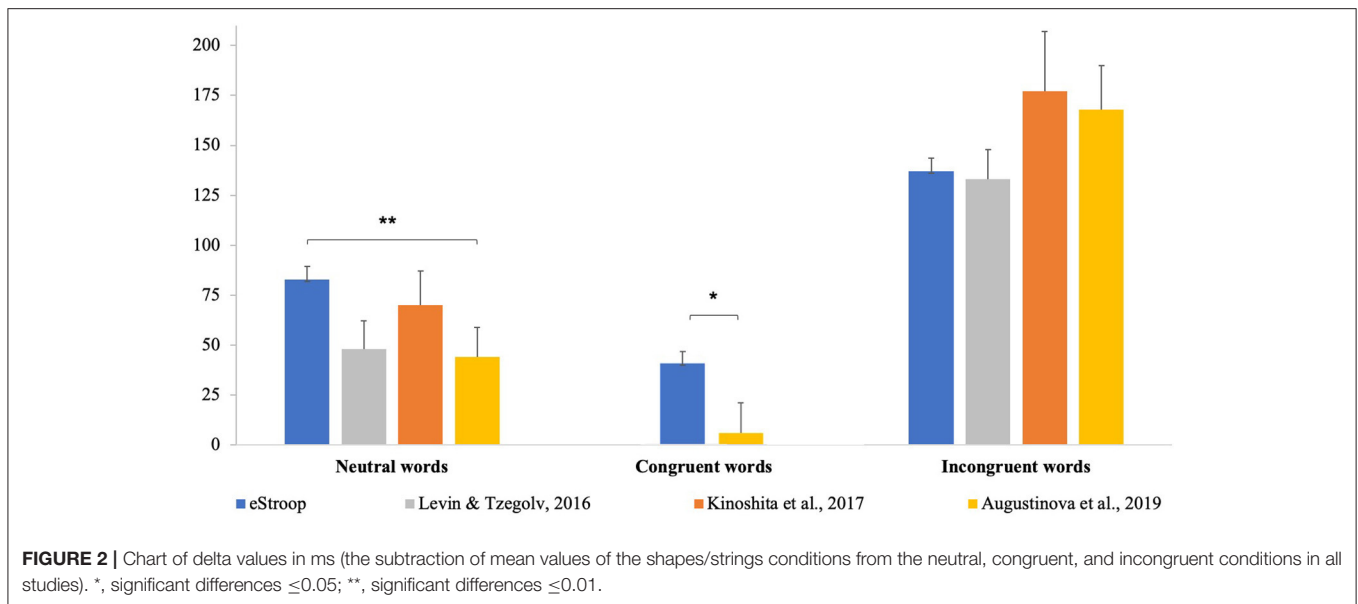 200
175
150
125
100
75
50
25
0
**
*
Neutral words Congruent words Incongruent words
eStroop Levin & Tzegolv, 2016 Kinoshita et al., 2017 Augustinova et al., 2019
FIGURE 2 | Chart of delta values in ms (the subtraction of mean values of the shapes/strings conditions from the neutral, congruent, and incongruent conditions in all
studies). *, significant differences ≤0.05; **, significant differences ≤0.01.